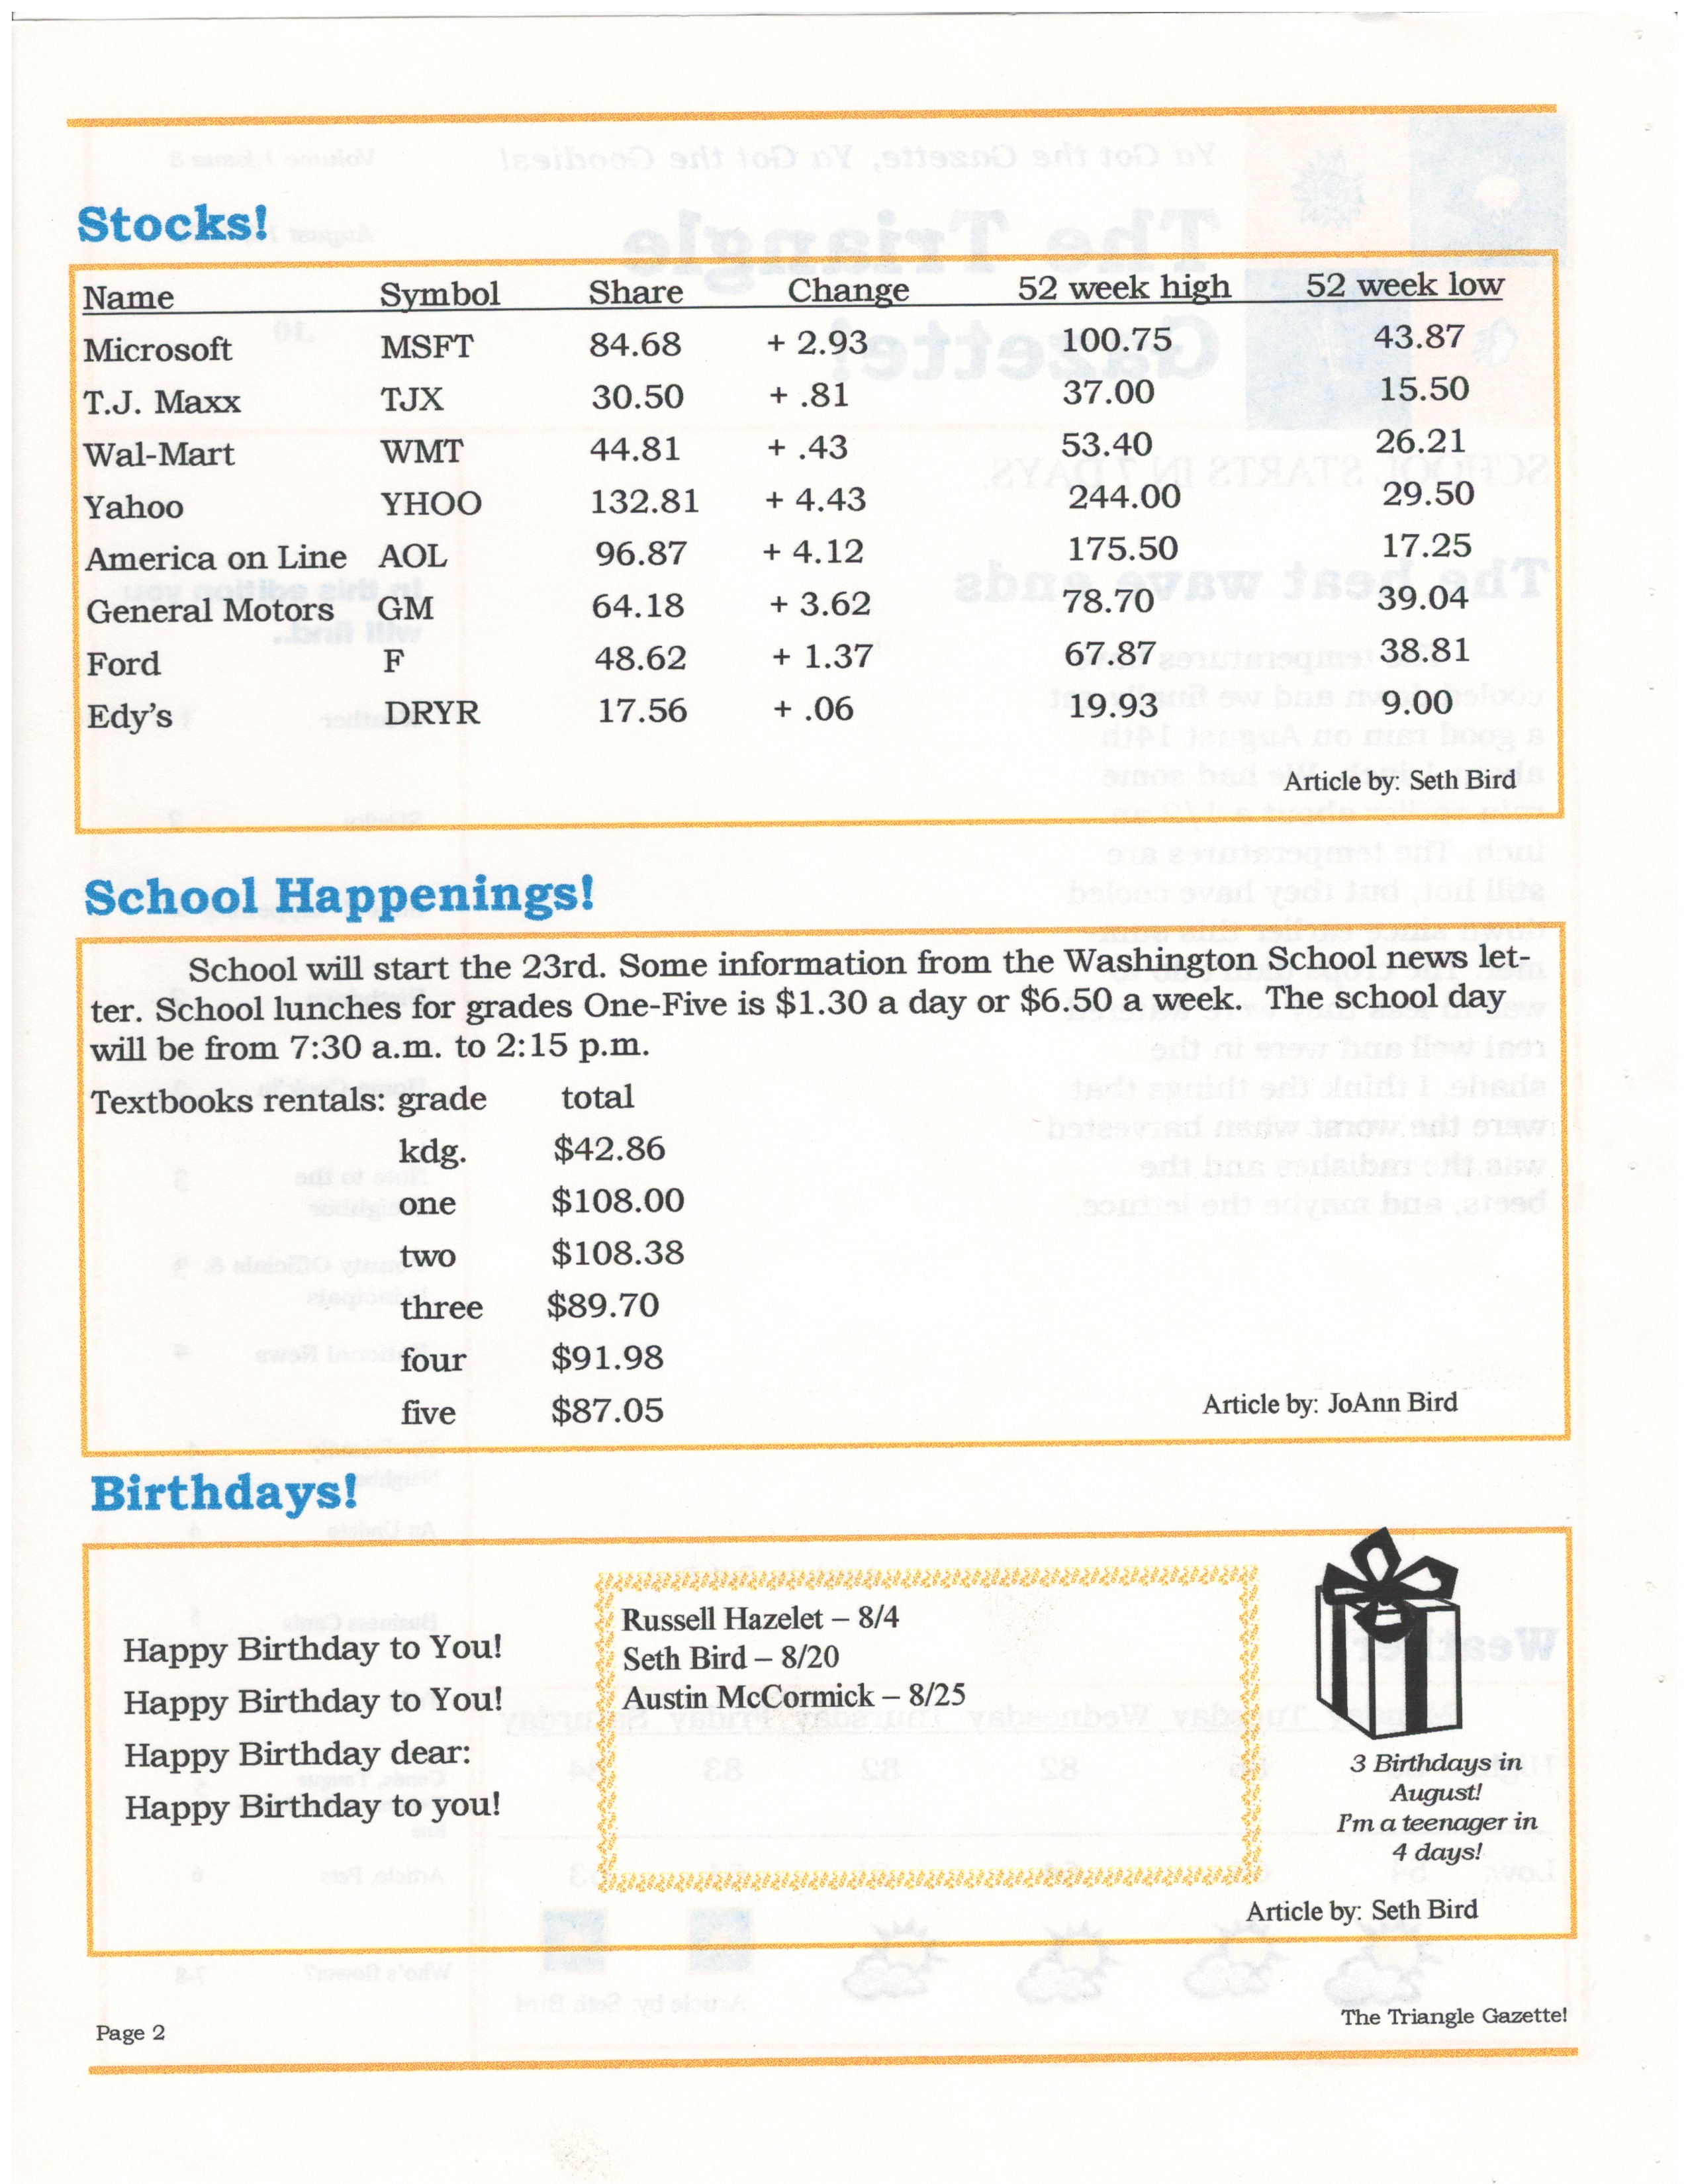 Stocks!
Name Symbol Share Change 52 week high 52 week low
Microsoft MSFT 84.68 + 2.93 100.75 43.87
T.J. Maxx TJX 30.50 + .81 37.00 15.50
Wal-Mart WMT 44.81 + .43 53.40 26.21
Yahoo YHOO 132.81 + 4.43 244.00 29.50
America on Line AOL 96.87 + 4.12 175.50 17.25
General Motors GM 64.18 + 3.62 78.70 39.04
Ford F 48.62 + 1.37 67.87 38.81
Edy's DRYR 17.56 + .06 19.93 9.00
Article by: Seth Bird
School Happenings!
School will start the 23rd. Some information from the Washington School news let-
ter. School lunches for grades One-Five is $1.30 a day or $6.50 a week. The school day
will be from 7:30 a.m. to 2:15 p.m.
Textbooks rentals: grade total
kdg. $42.86
one $108.00
two $108.38
three $89.70
four $91.98
five $87.05
Article by: JoAnn Bird
Birthdays!
Happy Birthday to You!
Happy Birthday to You!
Happy Birthday dear:
Happy Birthday to you!
Russell Hazelet – 8/4
Seth Bird – 8/20
Austin McCormick – 8/25
3 Birthdays in
August!
I'm a teenager in
4 days!
Article by: Seth Bird
Page 2
The Triangle Gazette!